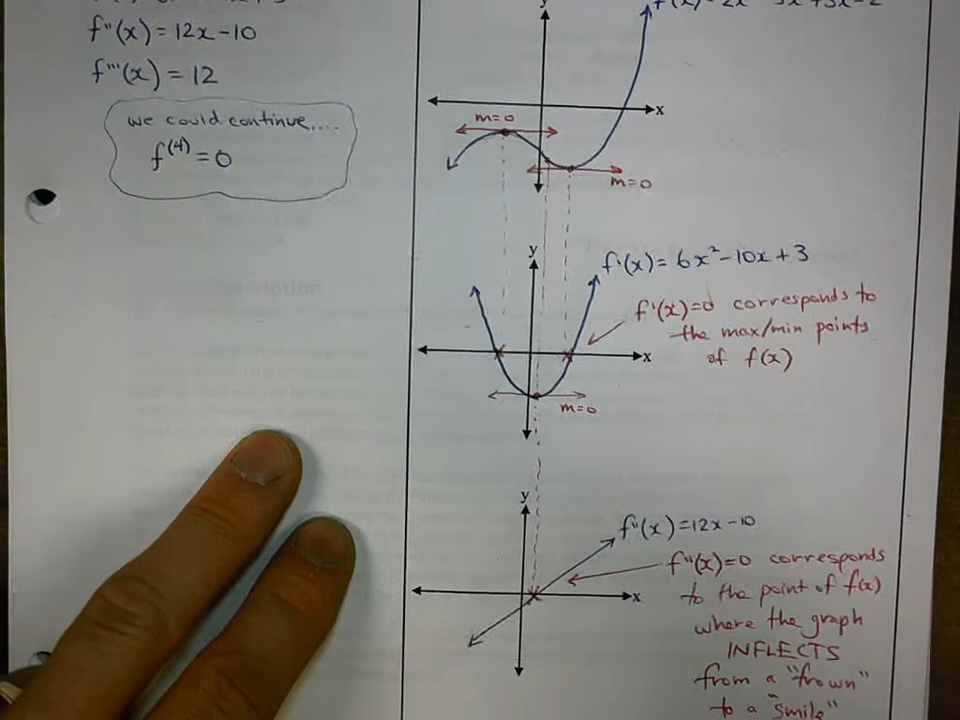 f''(x) = 12x-10
f'''(x) = 12
we could continue....
f⁽⁴⁾ = 0
y
x
m=0
m=0
y
f'(x) = 6x²-10x+3
f'(x)=0 corresponds to
the max/min points
of f(x)
x
m=0
y
f''(x)=12x-10
f''(x)=0 corresponds
to the point of f(x)
where the graph
INFLECTS
from a "frown"
to a "smile"
x